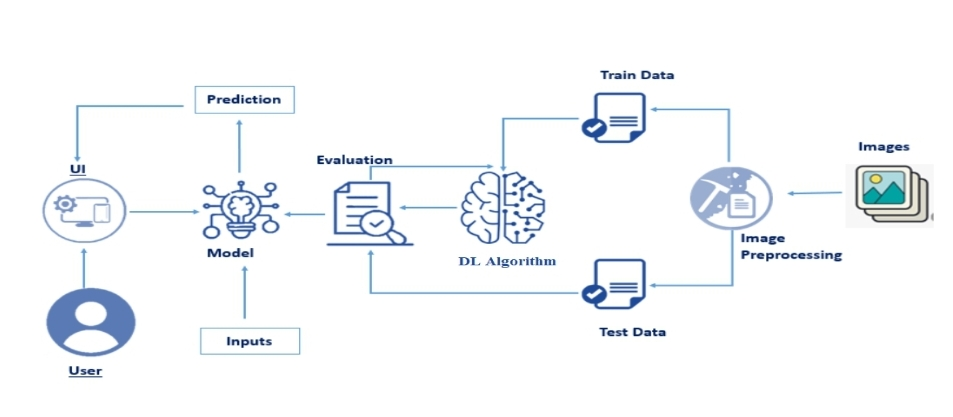 Train Data
Prediction
Images
Evaluation
UI
Image
Preprocessing
Model
DL Algorithm
Test Data
Inputs
User